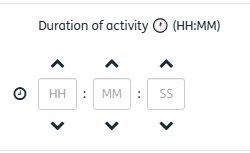 Duration of activity (HH:MM)
HH : MM : SS